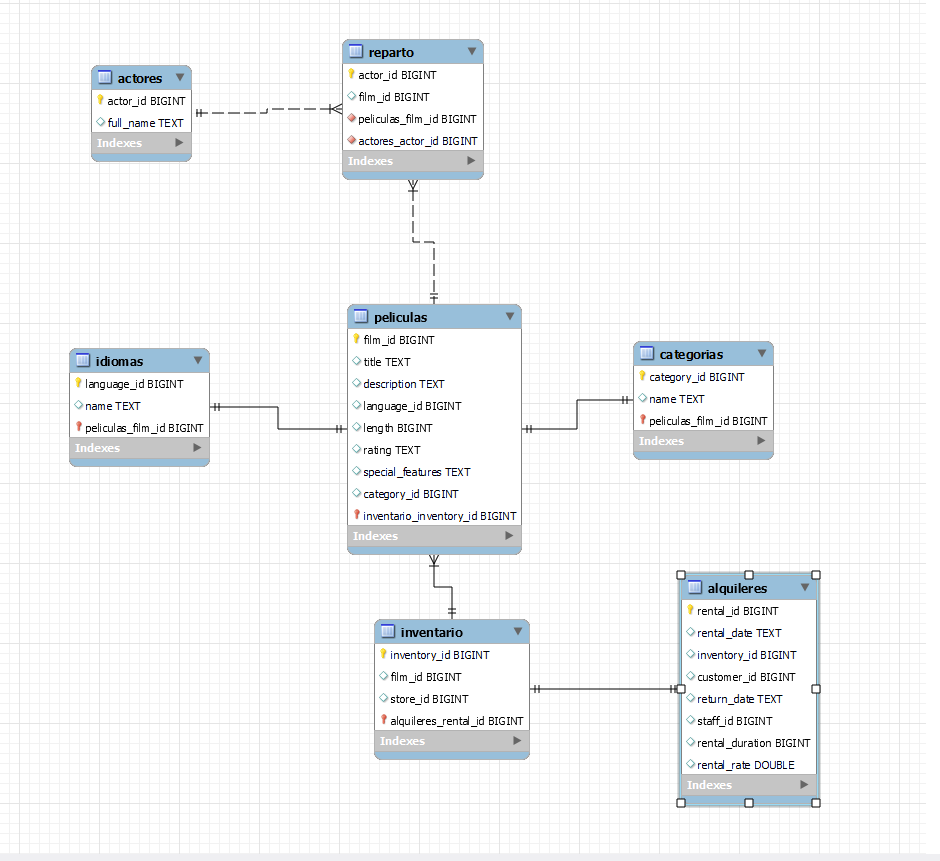 reparto
actor_id BIGINT
film_id BIGINT
peliculas_film_id BIGINT
actores_actor_id BIGINT
Indexes
actores
actor_id BIGINT
full_name TEXT
Indexes
peliculas
film_id BIGINT
title TEXT
description TEXT
language_id BIGINT
length BIGINT
rating TEXT
special_features TEXT
category_id BIGINT
inventario_inventory_id BIGINT
Indexes
idiomas
language_id BIGINT
name TEXT
peliculas_film_id BIGINT
Indexes
categorias
category_id BIGINT
name TEXT
peliculas_film_id BIGINT
Indexes
inventario
inventory_id BIGINT
film_id BIGINT
store_id BIGINT
alquileres_rental_id BIGINT
Indexes
alquileres
rental_id BIGINT
rental_date TEXT
inventory_id BIGINT
customer_id BIGINT
return_date TEXT
staff_id BIGINT
rental_duration BIGINT
rental_rate DOUBLE
Indexes